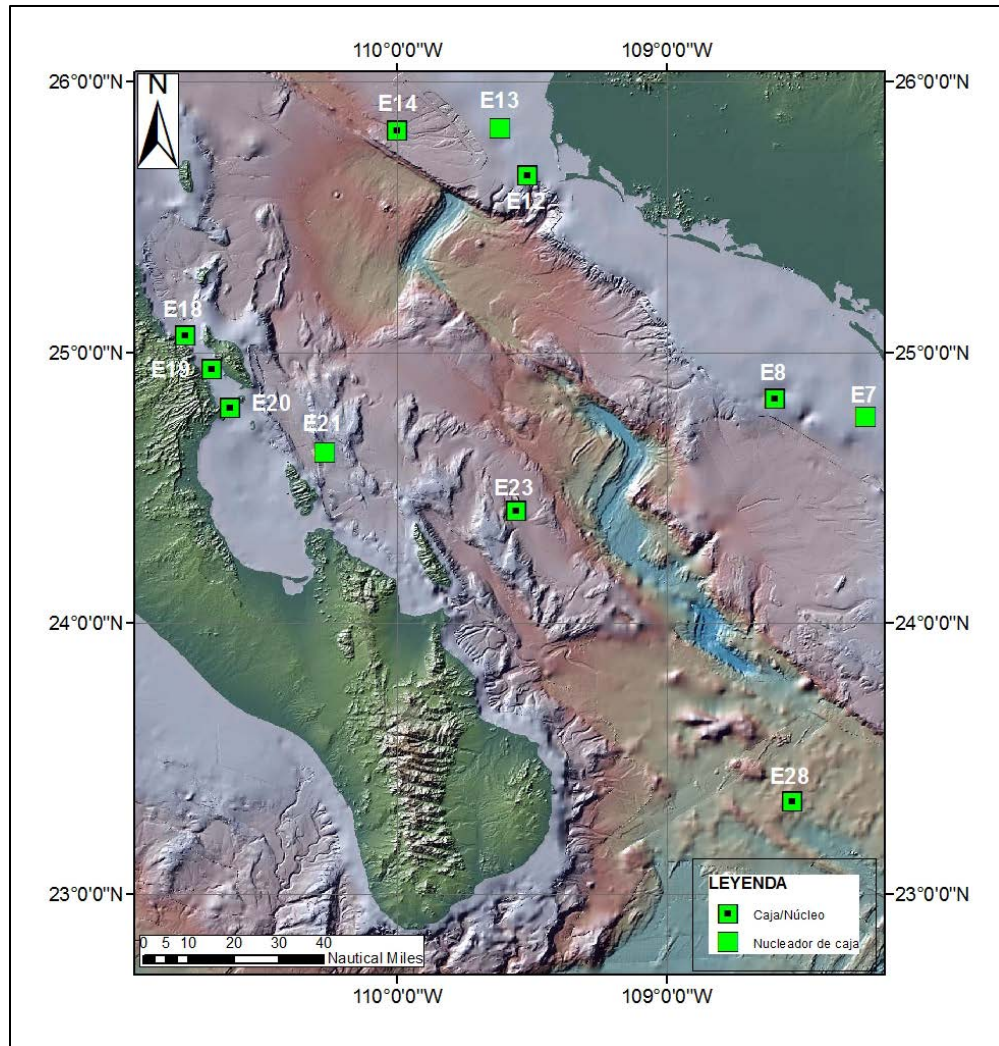 110°0'0"W 109°0'0"W
26°0'0"N 26°0'0"N
N
E14
E13
E12
E18
25°0'0"N 25°0'0"N
E19
E8
E7
E20
E21
E23
24°0'0"N 24°0'0"N
E28
23°0'0"N 23°0'0"N
LEYENDA
Caja/Núcleo
Nucleador de caja
0 5 10 20 30 40
Nautical Miles
110°0'0"W 109°0'0"W